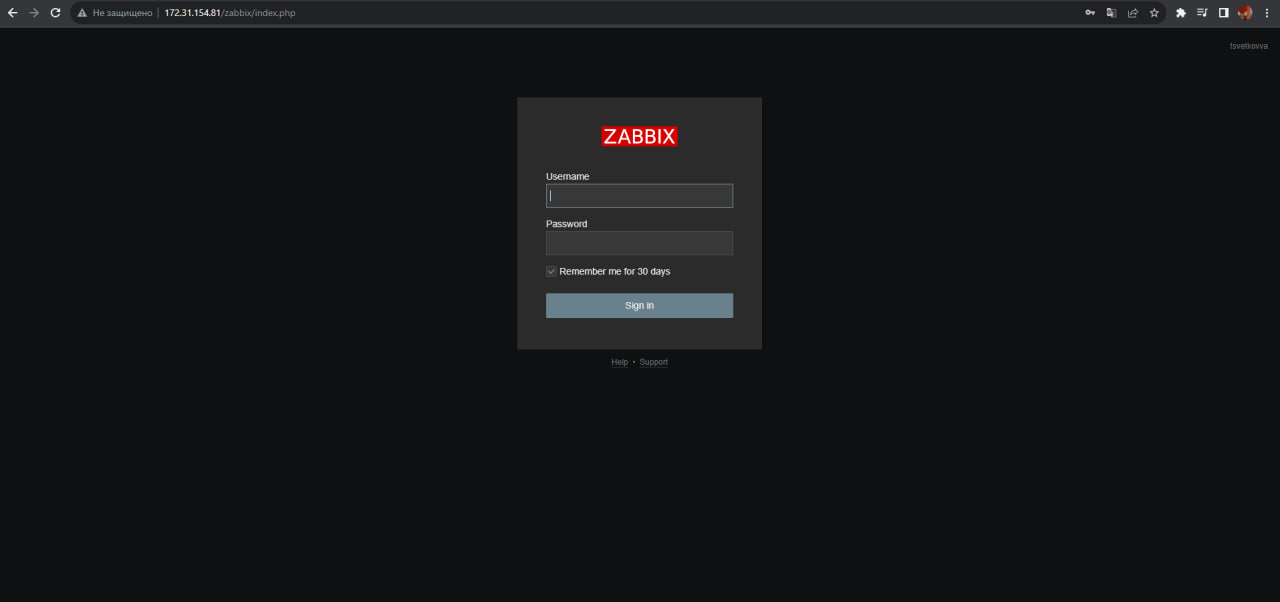 Не защищено 172.31.154.81/zabbix/index.php
tsvetkovva
ZABBIX
Username
Password
Remember me for 30 days
Sign in
Help • Support